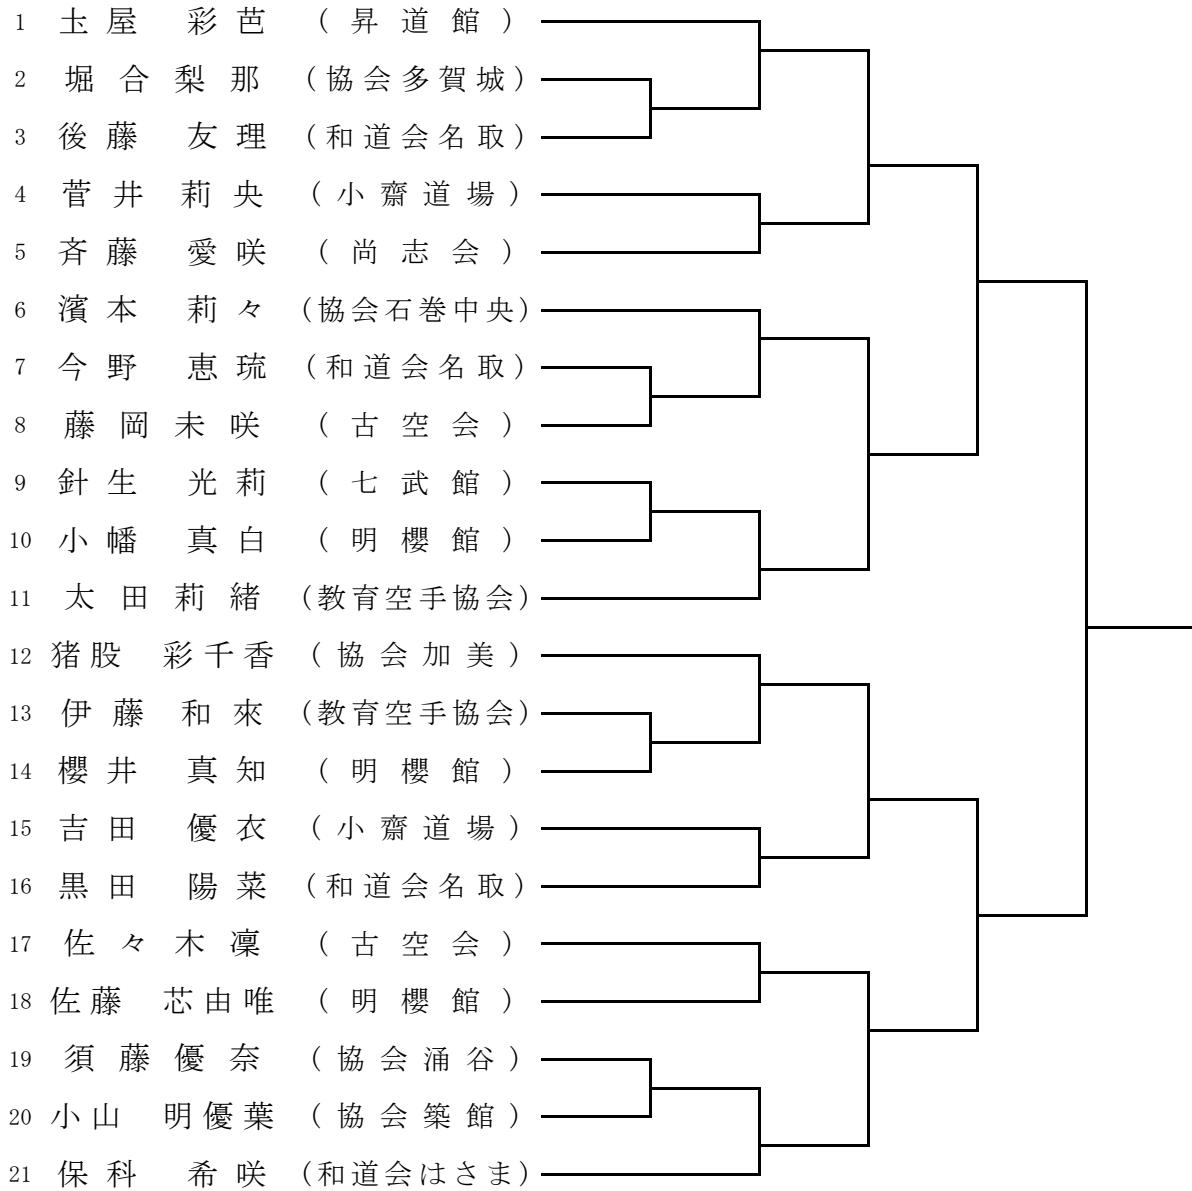 1 圡屋 彩芭 (昇道館)
2 堀合梨那 (協会多賀城)
3 後藤 友理 (和道会名取)
4 菅井 莉央 (小齋道場)
5 斉藤 愛咲 (尚志会)
6 濱本 莉々 (協会石巻中央)
7 今野 恵琉 (和道会名取)
8 藤岡未咲 (古空会)
9 針生 光莉 (七武館)
10 小幡 真白 (明櫻館)
11 太田莉緒 (教育空手協会)
12 猪股 彩千香 (協会加美)
13 伊藤 和來 (教育空手協会)
14 櫻井 真知 (明櫻館)
15 吉田 優衣 (小齋道場)
16 黒田 陽菜 (和道会名取)
17 佐々木凜 (古空会)
18 佐藤 芯由唯 (明櫻館)
19 須藤優奈 (協会涌谷)
20 小山 明優葉 (協会築館)
21 保科 希咲 (和道会はさま)